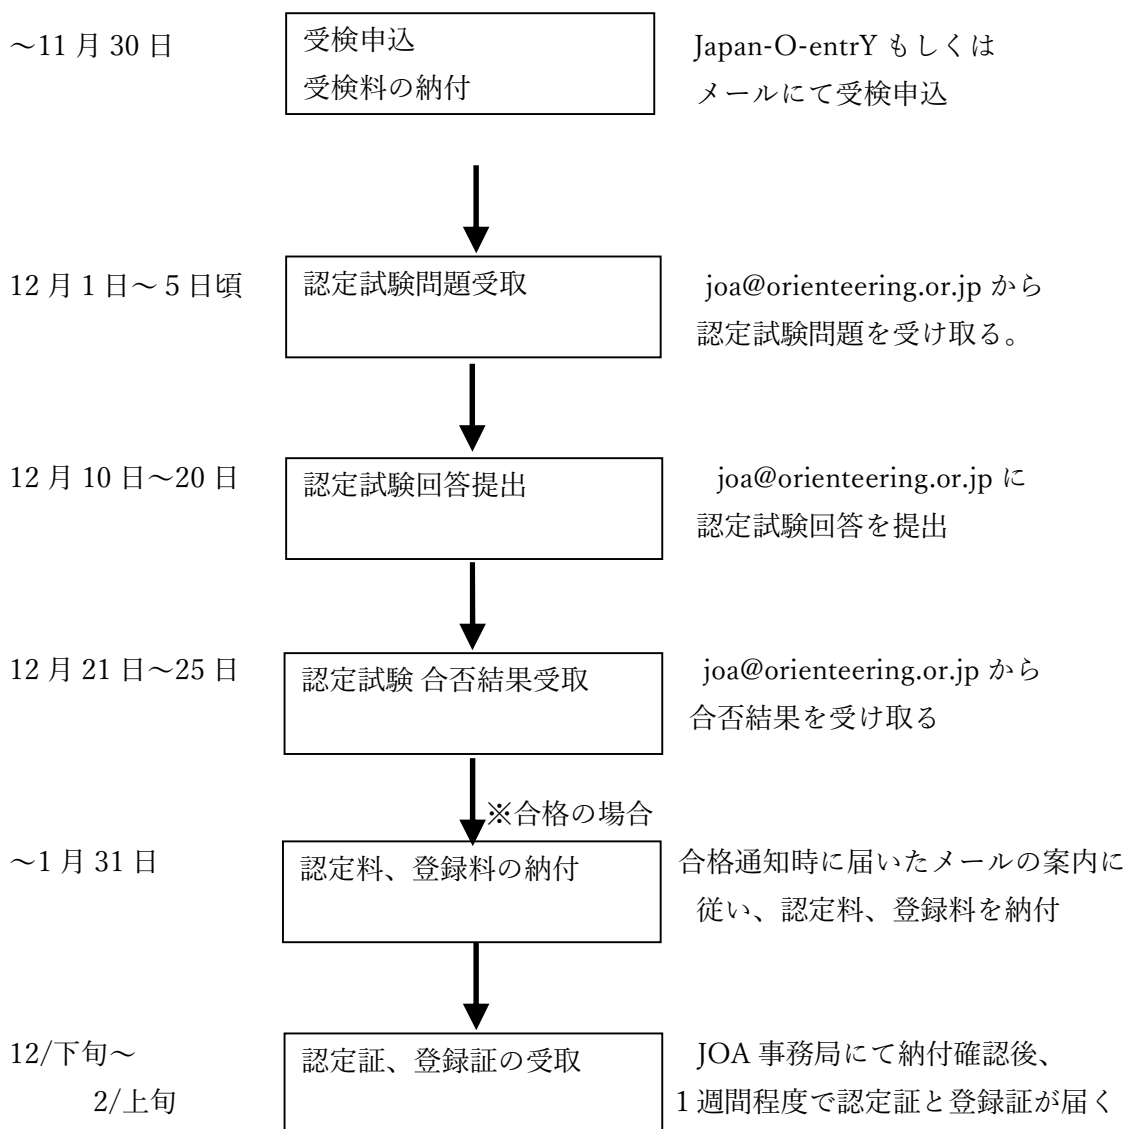 ～11 月 30 日
受検申込
受検料の納付
Japan-O-entrY もしくは
メールにて受検申込
12 月 1 日～ 5 日頃
認定試験問題受取
joa@orienteering.or.jp から
認定試験問題を受け取る。
12 月 10 日～20 日
認定試験回答提出
joa@orienteering.or.jp に
認定試験回答を提出
12 月 21 日～25 日
認定試験 合否結果受取
joa@orienteering.or.jp から
合否結果を受け取る
※合格の場合
～1 月 31 日
認定料、登録料の納付
合格通知時に届いたメールの案内に
従い、認定料、登録料を納付
12/下旬～
2/上旬
認定証、登録証の受取
JOA 事務局にて納付確認後、
1 週間程度で認定証と登録証が届く